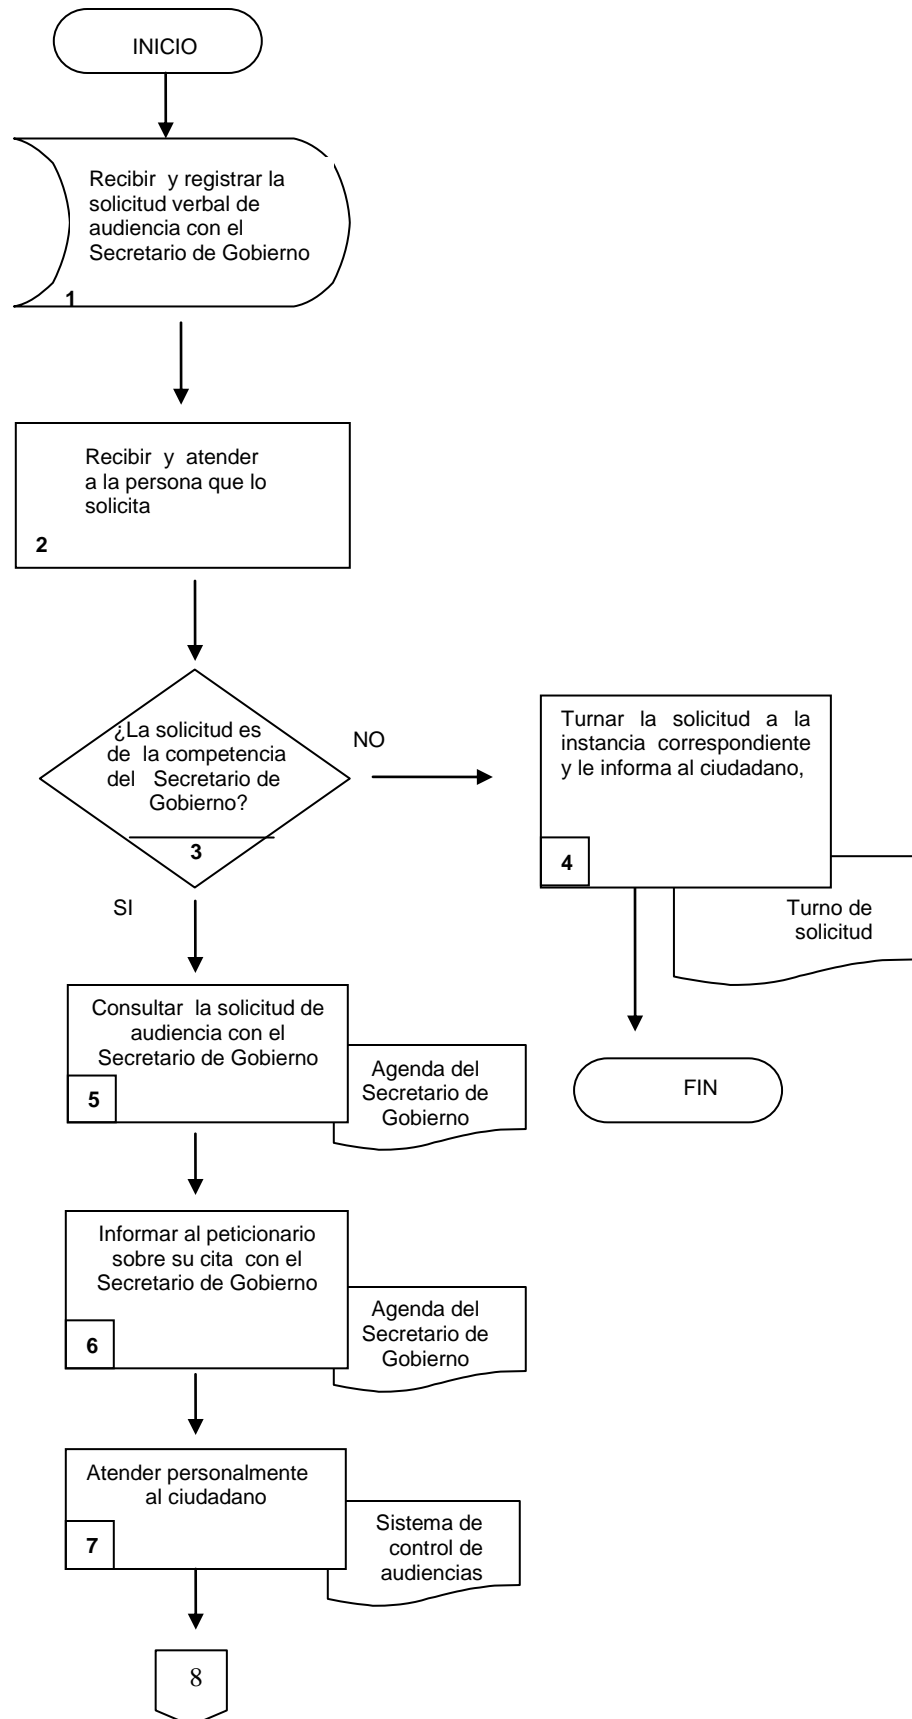 INICIO
Recibir y registrar la
solicitud verbal de
audiencia con el
Secretario de Gobierno
1
Recibir y atender
a la persona que lo
solicita
2
¿La solicitud es
de la competencia
del Secretario de
Gobierno?
3
NO
Turnar la solicitud a la
instancia correspondiente
y le informa al ciudadano,
4
Turno de
solicitud
FIN
SI
Consultar la solicitud de
audiencia con el
Secretario de Gobierno
5
Agenda del
Secretario de
Gobierno
Informar al peticionario
sobre su cita con el
Secretario de Gobierno
6
Agenda del
Secretario de
Gobierno
Atender personalmente
al ciudadano
7
Sistema de
control de
audiencias
8